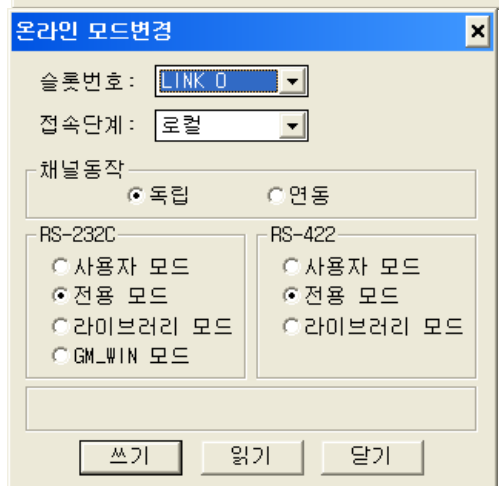 온라인 모드변경
슬롯번호: LINK 0
접속단계: 로컬
채널동작
독립 연동
RS-232C RS-422
사용자 모드 사용자 모드
전용 모드 전용 모드
라이브러리 모드 라이브러리 모드
GM_WIN 모드
쓰기 읽기 닫기